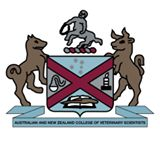 AUSTRALIAN AND NEW ZEALAND COLLEGE OF VETERINARY SCIENTISTS